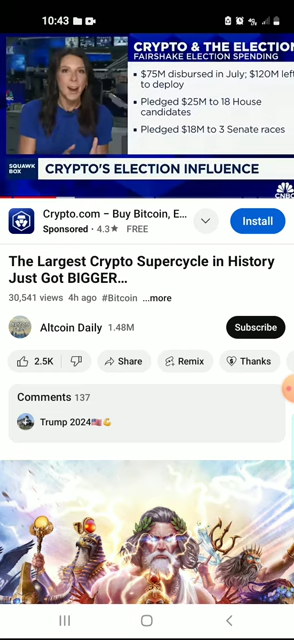 10:43
CRYPTO & THE ELECTION
FAIRSHAKE ELECTION SPENDING
$75M disbursed in July; $120M left
to deploy
Pledged $25M to 18 House
candidates
Pledged $18M to 3 Senate races
SQUAWK
BOX
CRYPTO'S ELECTION INFLUENCE
CNBC
Crypto.com – Buy Bitcoin, E...
Sponsored · 4.3★ FREE
Install
The Largest Crypto Supercycle in History
Just Got BIGGER...
30,541 views 4h ago #Bitcoin ...more
Altcoin Daily 1.48M
Subscribe
2.5K
Share
Remix
Thanks
Comments 137
Trump 2024🇺🇸💪